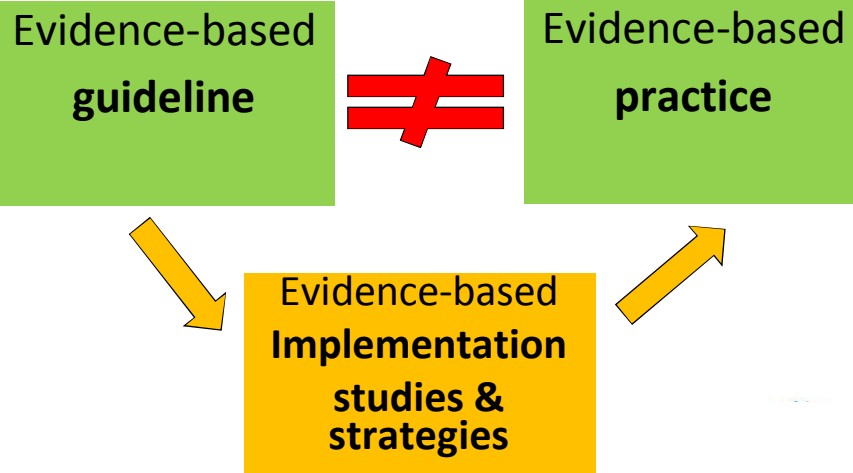 Evidence-based
guideline
Evidence-based
practice
Evidence-based
Implementation
studies &
strategies